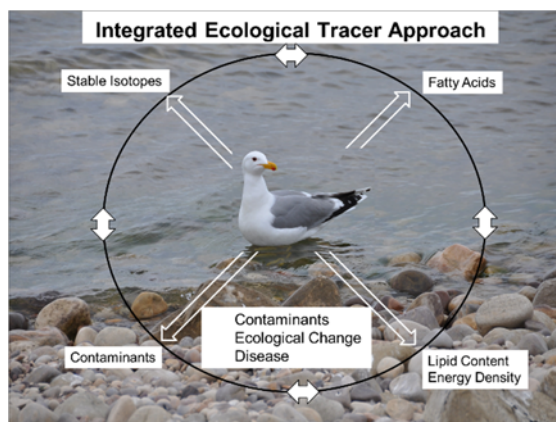 Integrated Ecological Tracer Approach
Stable Isotopes
Fatty Acids
Contaminants
Ecological Change
Disease
Contaminants
Lipid Content
Energy Density